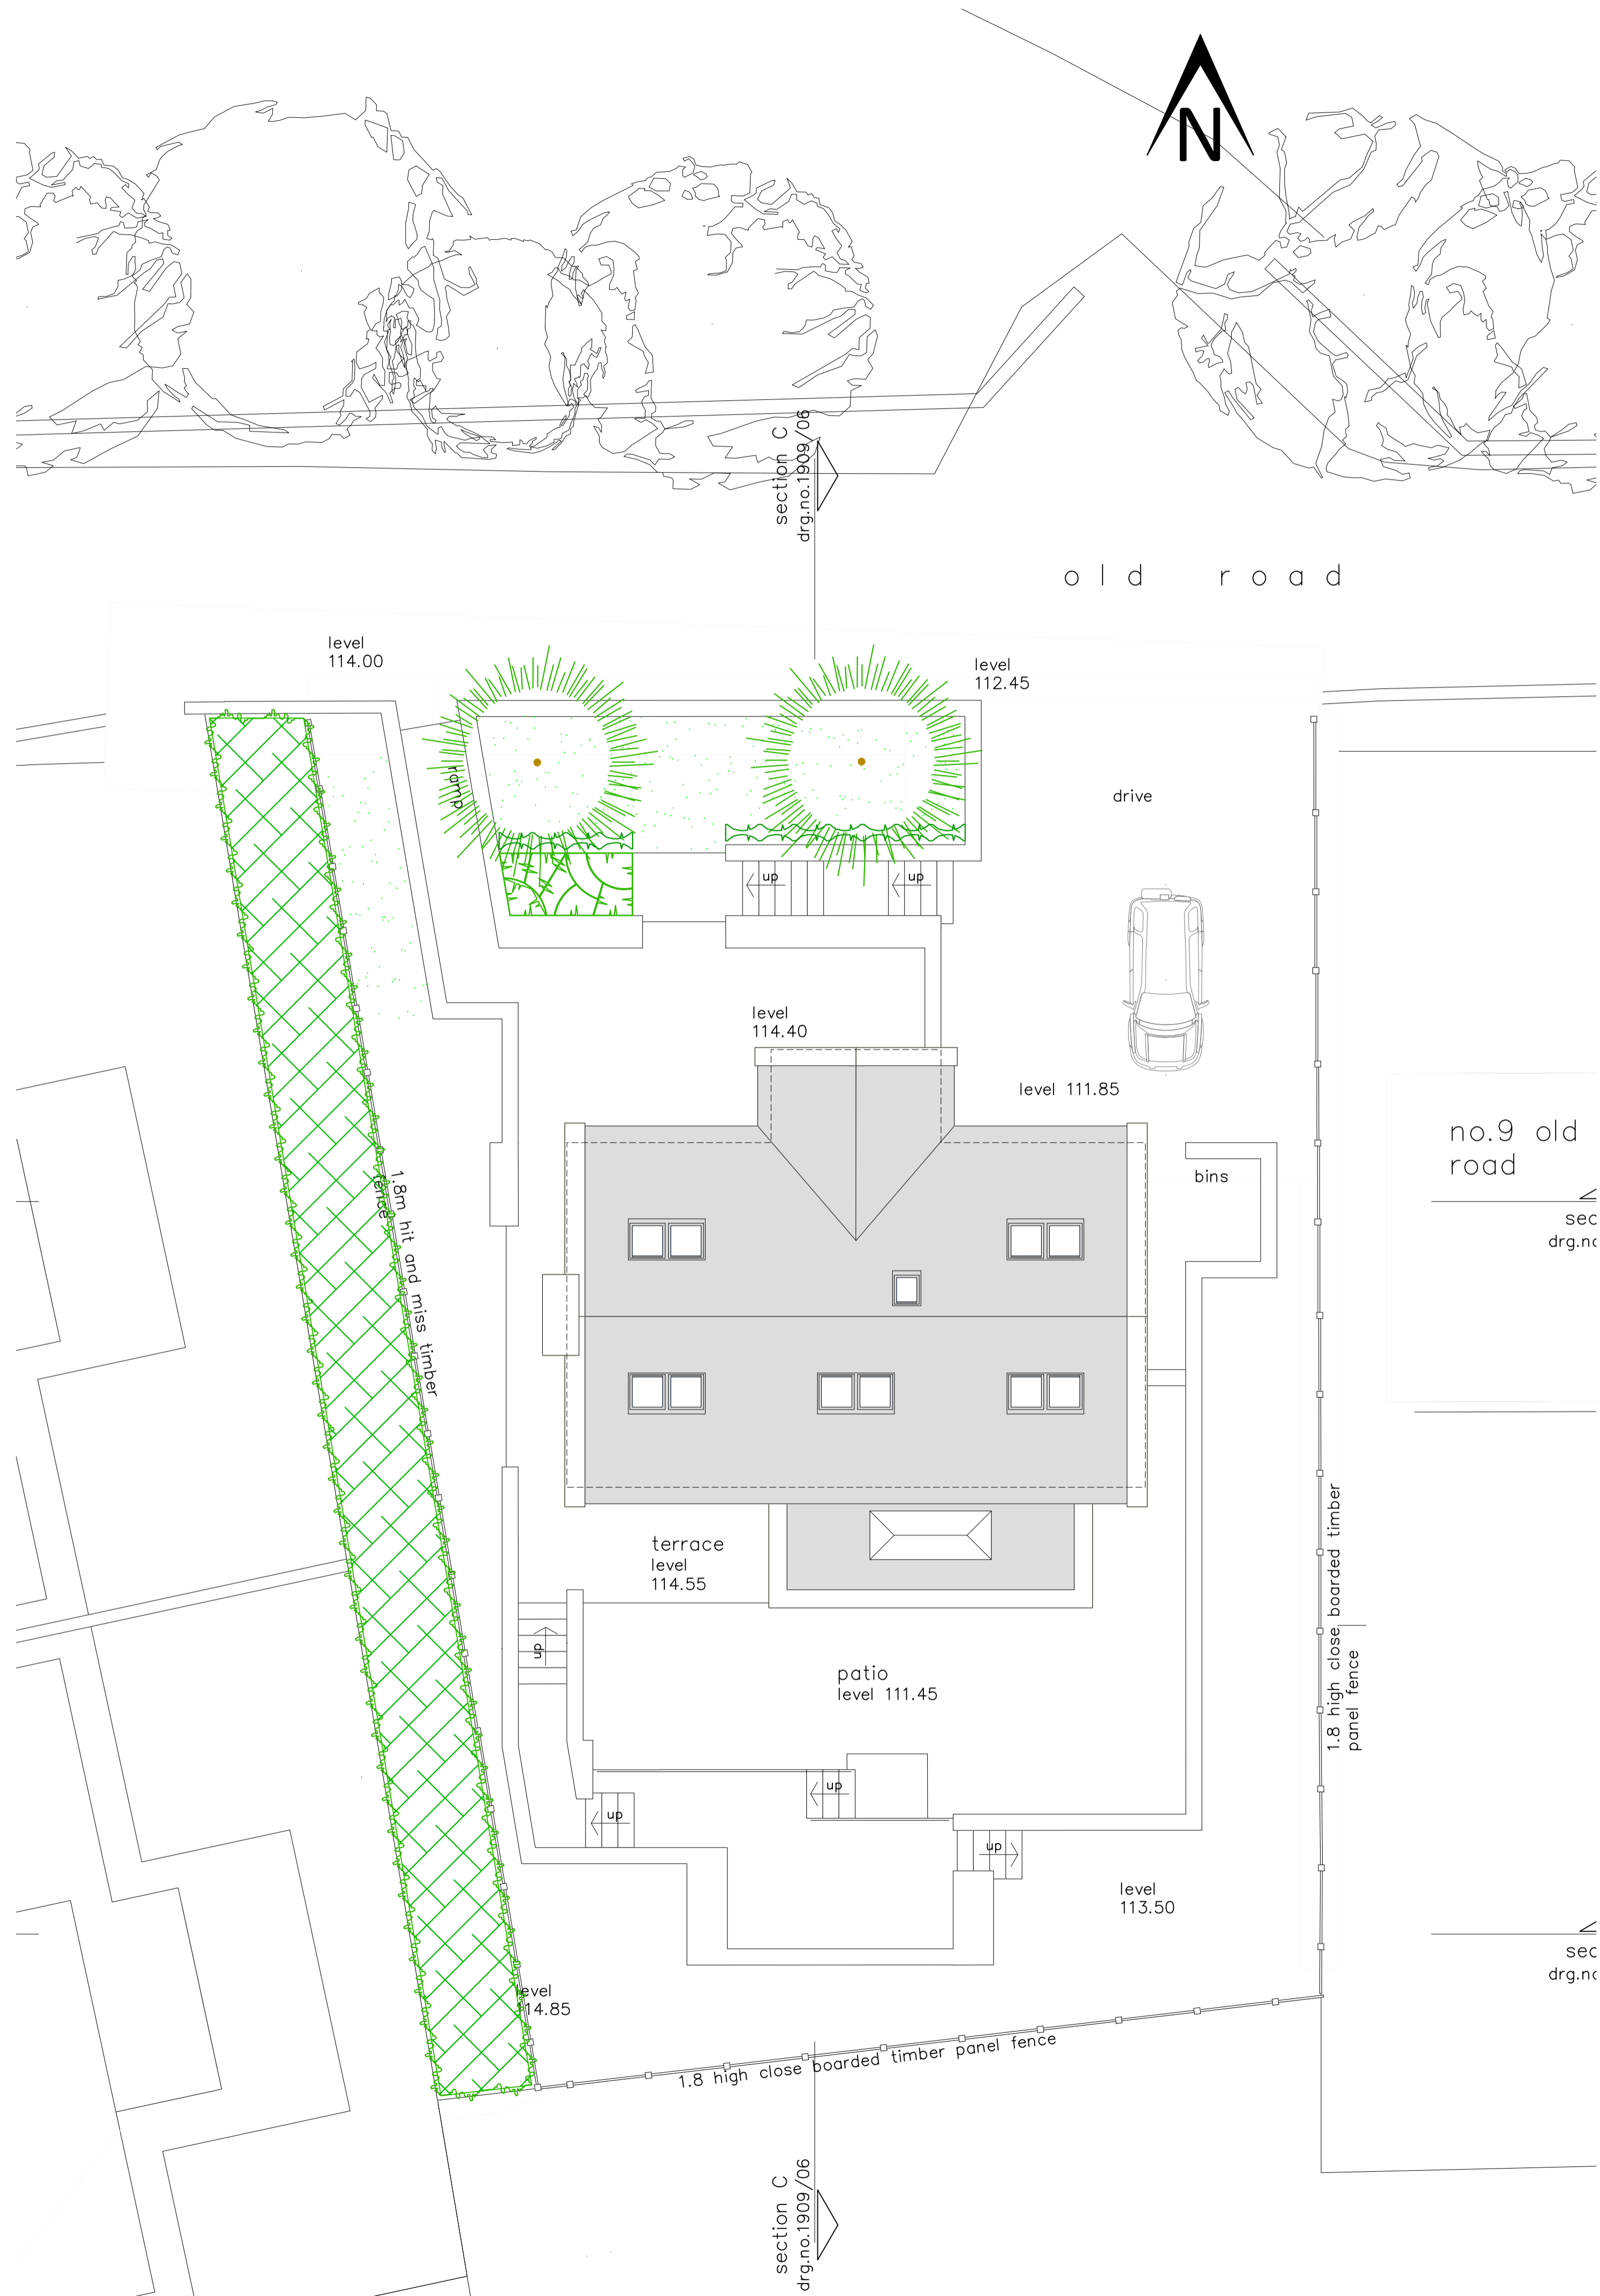 N
section C
drg.no.1909/06
old road
level
114.00
level
112.45
ramp
drive
up
up
level
114.40
level 111.85
no.9 old
road
bins
sec
drg.no
1.8m hit and miss timber
fence
terrace
level
114.55
1.8 high close boarded timber
panel fence
up
patio
level 111.45
up
up
up
level
113.50
sec
drg.no
level
114.85
1.8 high close boarded timber panel fence
section C
drg.no.1909/06